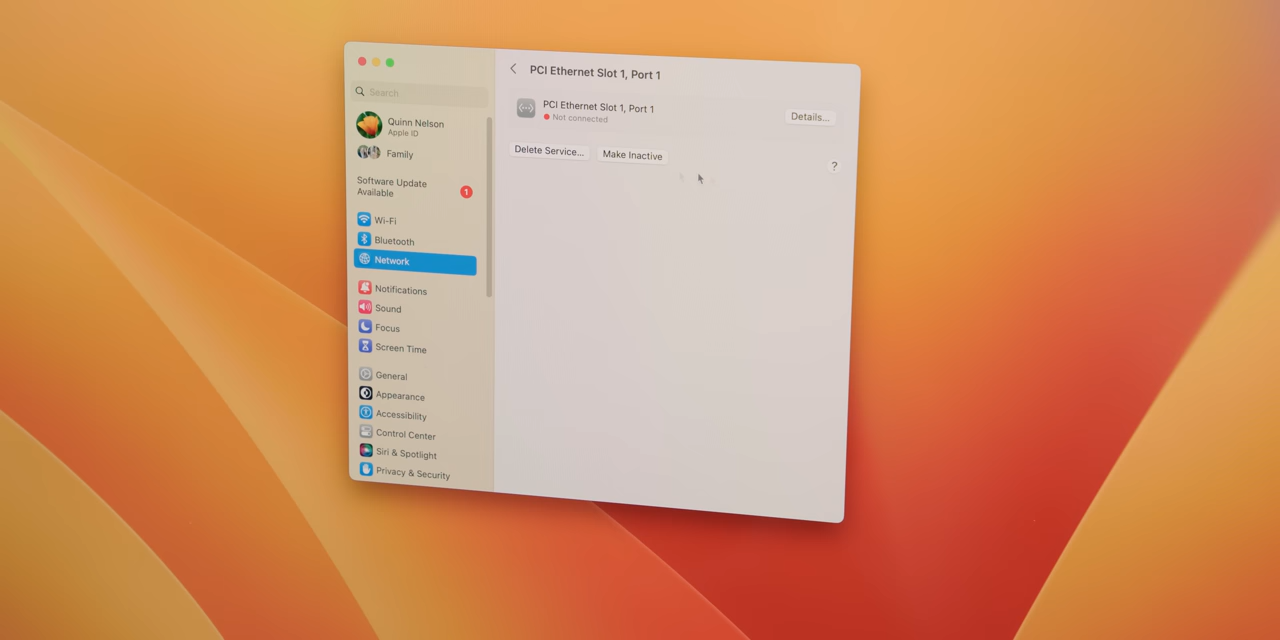 PCI Ethernet Slot 1, Port 1
Search
PCI Ethernet Slot 1, Port 1
Not connected
Details...
Quinn Nelson
Apple ID
Family
Delete Service...
Make Inactive
?
Software Update
Available
1
Wi-Fi
Bluetooth
Network
Notifications
Sound
Focus
Screen Time
General
Appearance
Accessibility
Control Center
Siri & Spotlight
Privacy & Security